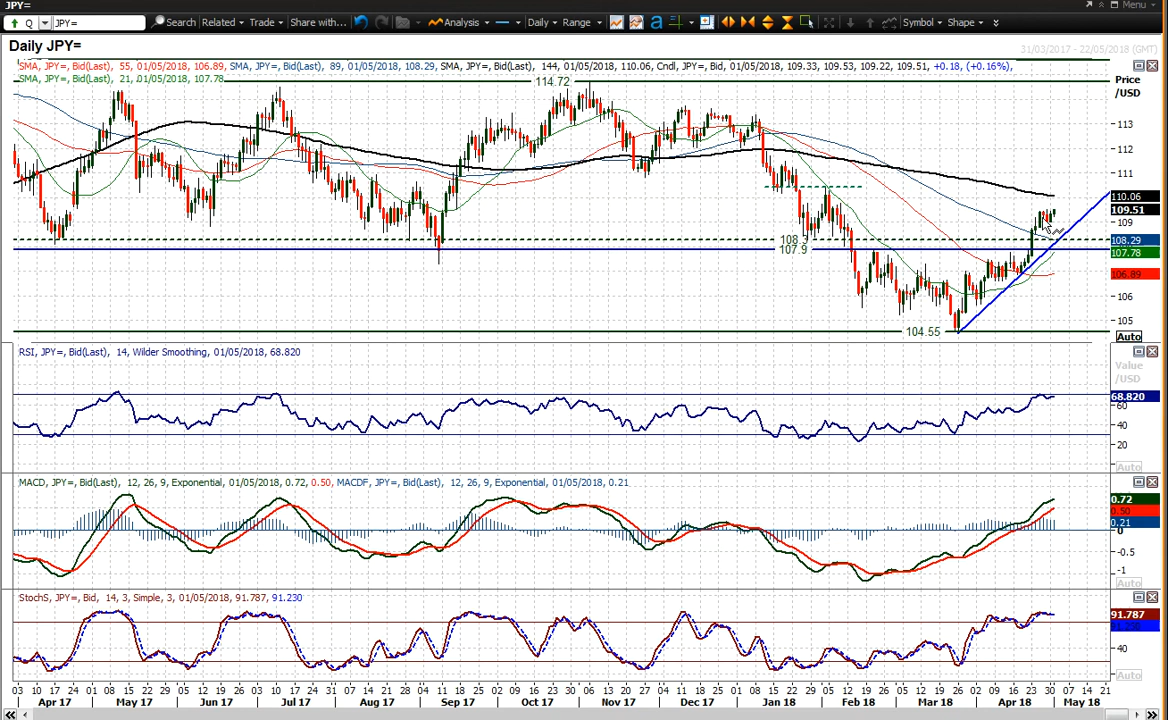 JPY=
Menu
Q JPY= Search Related Trade Share with... Analysis Daily Range a Symbol Shape
Daily JPY=
31/03/2017 - 22/05/2018 (GMT)
SMA, JPY=, Bid(Last), 55, 01/05/2018, 106.89, SMA, JPY=, Bid(Last), 89, 01/05/2018, 108.29, SMA, JPY=, Bid(Last), 144, 01/05/2018, 110.06, Cndl, JPY=, Bid, 01/05/2018, 109.33, 109.53, 109.22, 109.51, +0.18, (+0.16%),
SMA, JPY=, Bid(Last), 21, 01/05/2018, 107.78
Price
/USD
114.72
113
112
111
110.06
109.51
109
108.3
108.29
107.9
107.78
106.89
106
105
104.55
Auto
RSI, JPY=, Bid(Last), 14, Wilder Smoothing, 01/05/2018, 68.820
Value
/USD
68.820
60
40
20
Auto
MACD, JPY=, Bid(Last), 12, 26, 9, Exponential, 01/05/2018, 0.72, 0.50, MACDF, JPY=, Bid(Last), 12, 26, 9, Exponential, 01/05/2018, 0.21
0.72
0.50
0.21
0
-0.5
-1
Auto
StochS, JPY=, Bid, 14, 3, Simple, 3, 01/05/2018, 91.787, 91.230
91.787
91.230
40
Auto
03 10 17 24 01 08 15 22 29 05 12 19 26 03 10 17 24 31 07 14 21 28 04 11 18 25 02 09 16 23 30 06 13 20 27 04 11 18 25 01 08 15 22 29 05 12 19 26 05 12 19 26 02 09 16 23 30 07 14 21
Apr 17 May 17 Jun 17 Jul 17 Aug 17 Sep 17 Oct 17 Nov 17 Dec 17 Jan 18 Feb 18 Mar 18 Apr 18 May 18